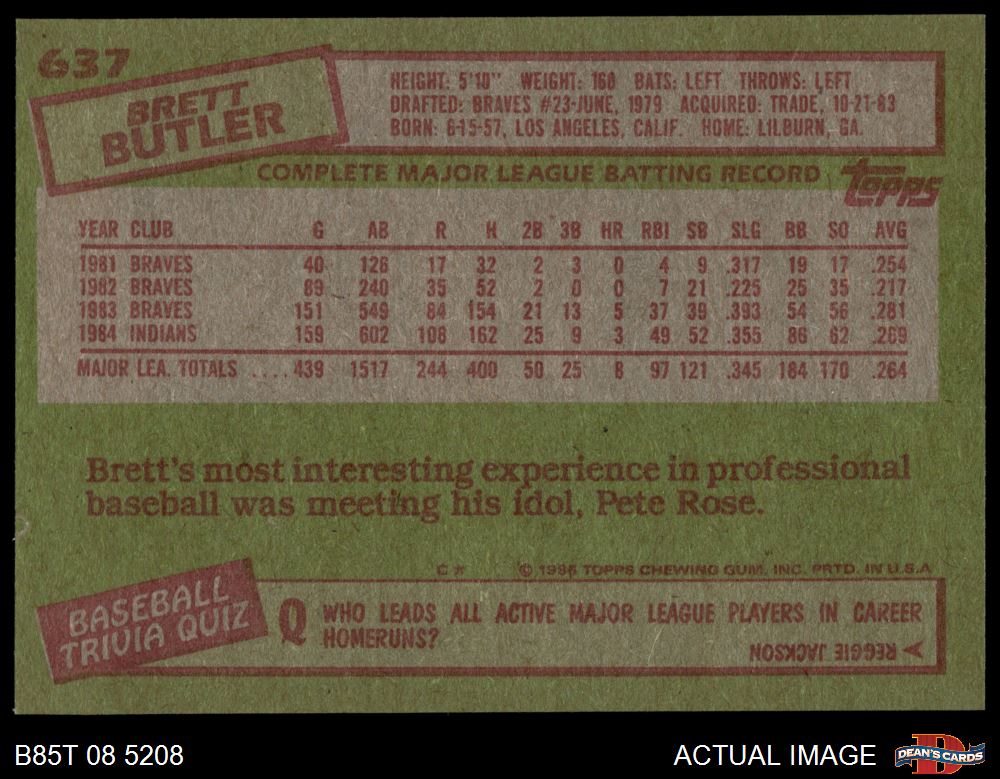 637
BRETT
BUTLER
HEIGHT: 5'10" WEIGHT: 160 BATS: LEFT THROWS: LEFT
DRAFTED: BRAVES #23-JUNE, 1979 ACQUIRED: TRADE, 10-21-83
BORN: 6-15-57, LOS ANGELES, CALIF. HOME: LILBURN, GA.
COMPLETE MAJOR LEAGUE BATTING RECORD
TOPPS
YEAR CLUB G AB R H 2B 3B HR RBI SB SLG BB SO AVG
1981 BRAVES 40 126 17 32 2 3 0 4 9 .317 19 17 .254
1982 BRAVES 89 240 35 52 2 0 0 7 21 .225 25 35 .217
1983 BRAVES 151 549 84 154 21 13 5 37 39 .393 54 56 .281
1984 INDIANS 159 602 108 162 25 9 3 49 52 .355 86 62 .269
MAJOR LEA. TOTALS ....439 1517 244 400 50 25 8 97 121 .345 184 170 .264
Brett's most interesting experience in professional
baseball was meeting his idol, Pete Rose.
C * © 1985 TOPPS CHEWING GUM, INC. PRTD. IN U.S.A
BASEBALL
TRIVIA QUIZ
Q WHO LEADS ALL ACTIVE MAJOR LEAGUE PLAYERS IN CAREER
HOMERUNS?
REGGIE JACKSON
B85T 08 5208
ACTUAL IMAGE
D
DEAN'S CARDS